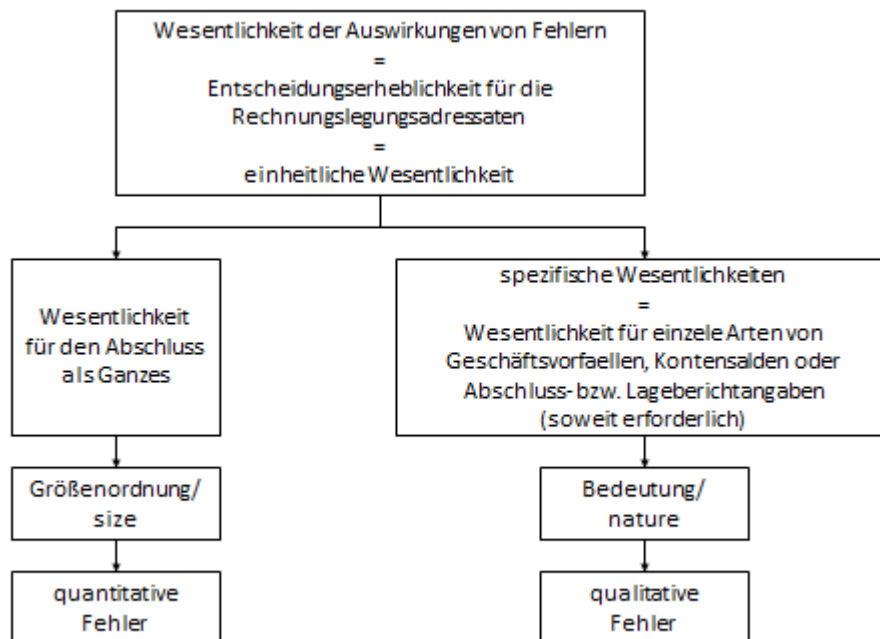 Wesentlichkeit der Auswirkungen von Fehlern
=
Entscheidungserheblichkeit für die
Rechnungslegungsadressaten
=
einheitliche Wesentlichkeit
Wesentlichkeit
für den Abschluss
als Ganzes
spezifische Wesentlichkeiten
=
Wesentlichkeit für einzele Arten von
Geschäftsvorfaellen, Kontensalden oder
Abschluss- bzw. Lageberichtangaben
(soweit erforderlich)
Größenordnung/
size
Bedeutung/
nature
quantitative
Fehler
qualitative
Fehler